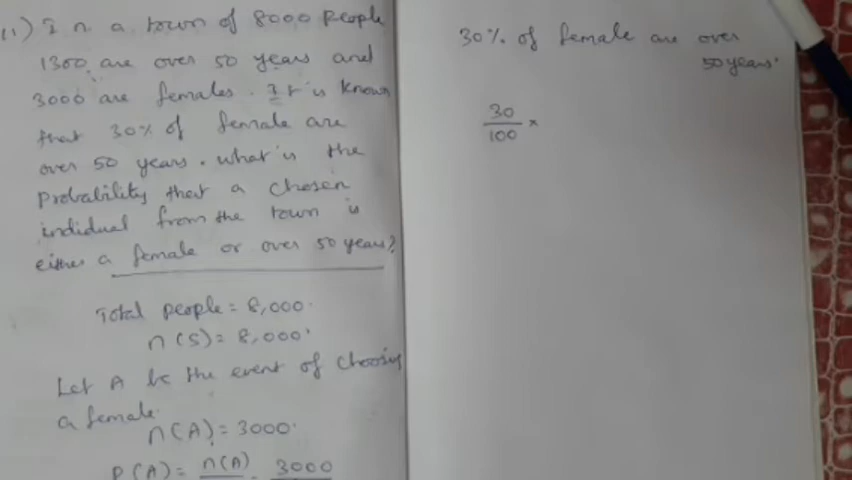 11) In a town of 8000 people
1300 are over 50 years and
3000 are females. It is known
that 30% of female are
over 50 years. what is the
Probability that a chosen
indidual from the town is
either a female or over 50 years?
Total people = 8,000.
n(S) = 8,000
Let A be the event of choosing
a female.
n(A) = 3000.
P(A) = n(A) 3000
30% of female are over
50 years.
30
100 ×